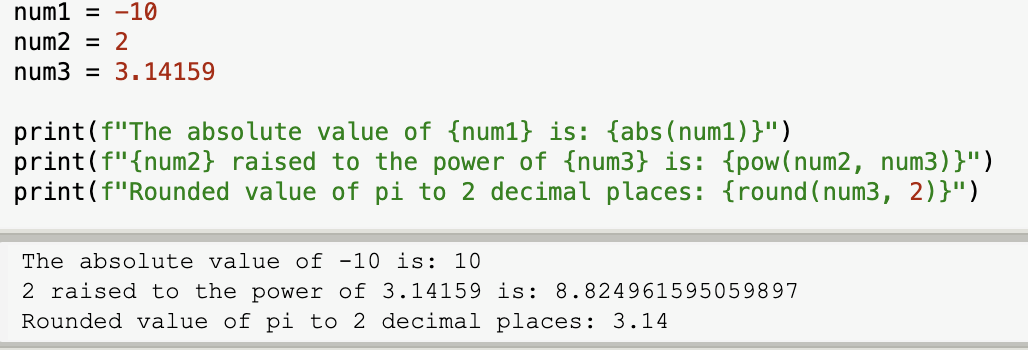 num1 = -10
num2 = 2
num3 = 3.14159
print(f"The absolute value of {num1} is: {abs(num1)}")
print(f"{num2} raised to the power of {num3} is: {pow(num2, num3)}")
print(f"Rounded value of pi to 2 decimal places: {round(num3, 2)}")
The absolute value of -10 is: 10
2 raised to the power of 3.14159 is: 8.824961595059897
Rounded value of pi to 2 decimal places: 3.14